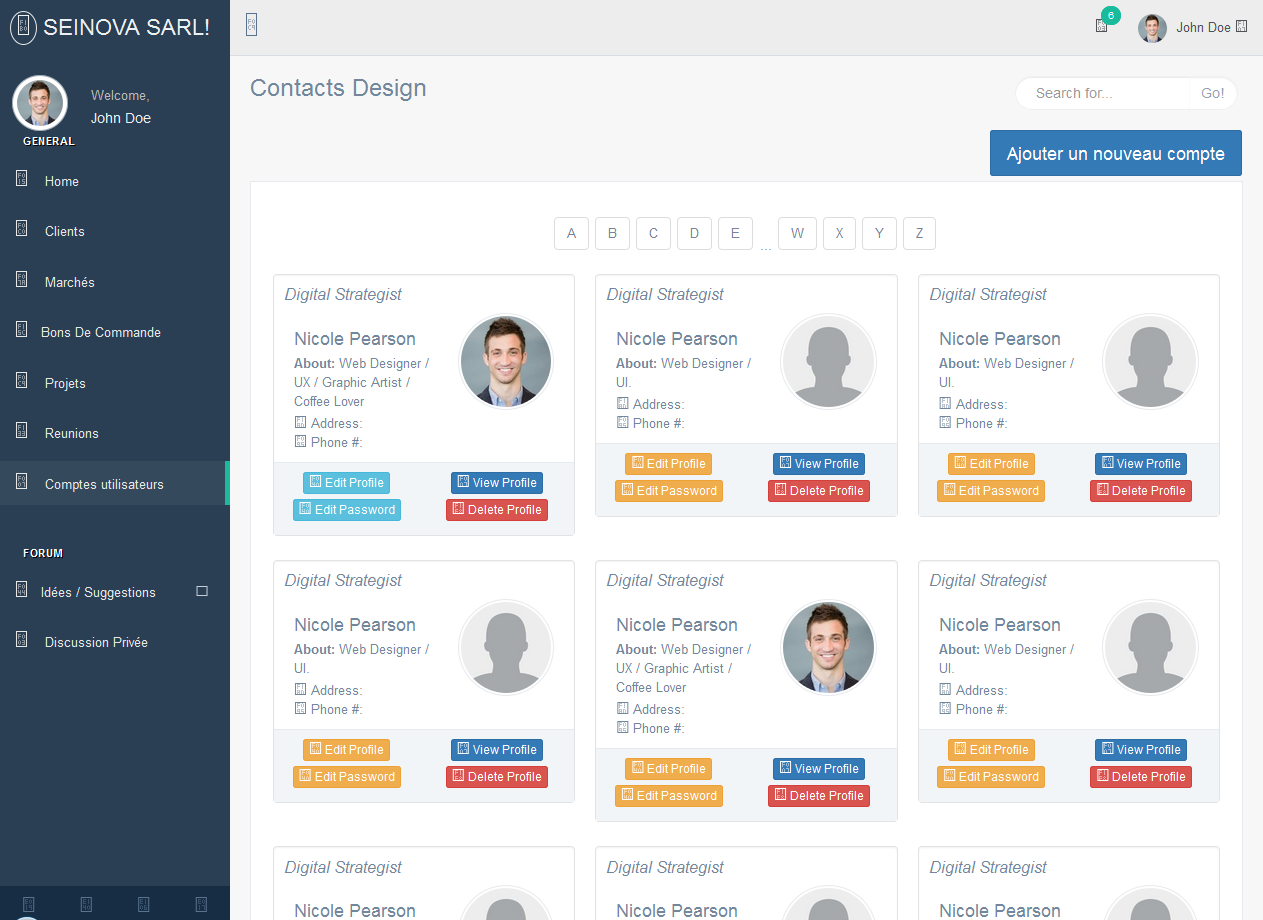 SEINOVA SARL!
6
John Doe
Welcome,
John Doe
GENERAL
Home
Clients
Marchés
Bons De Commande
Projets
Reunions
Comptes utilisateurs
FORUM
Idées / Suggestions
Discussion Privée
Contacts Design
Search for...
Go!
Ajouter un nouveau compte
A B C D E ... W X Y Z
Digital Strategist
Nicole Pearson
About: Web Designer /
UX / Graphic Artist /
Coffee Lover
Address:
Phone #:
Edit Profile
View Profile
Edit Password
Delete Profile
Digital Strategist
Nicole Pearson
About: Web Designer /
UI.
Address:
Phone #:
Edit Profile
View Profile
Edit Password
Delete Profile
Digital Strategist
Nicole Pearson
About: Web Designer /
UI.
Address:
Phone #:
Edit Profile
View Profile
Edit Password
Delete Profile
Digital Strategist
Nicole Pearson
About: Web Designer /
UI.
Address:
Phone #:
Edit Profile
View Profile
Edit Password
Delete Profile
Digital Strategist
Nicole Pearson
About: Web Designer /
UX / Graphic Artist /
Coffee Lover
Address:
Phone #:
Edit Profile
View Profile
Edit Password
Delete Profile
Digital Strategist
Nicole Pearson
About: Web Designer /
UI.
Address:
Phone #:
Edit Profile
View Profile
Edit Password
Delete Profile
Digital Strategist
Nicole Pearson
Digital Strategist
Nicole Pearson
Digital Strategist
Nicole Pearson